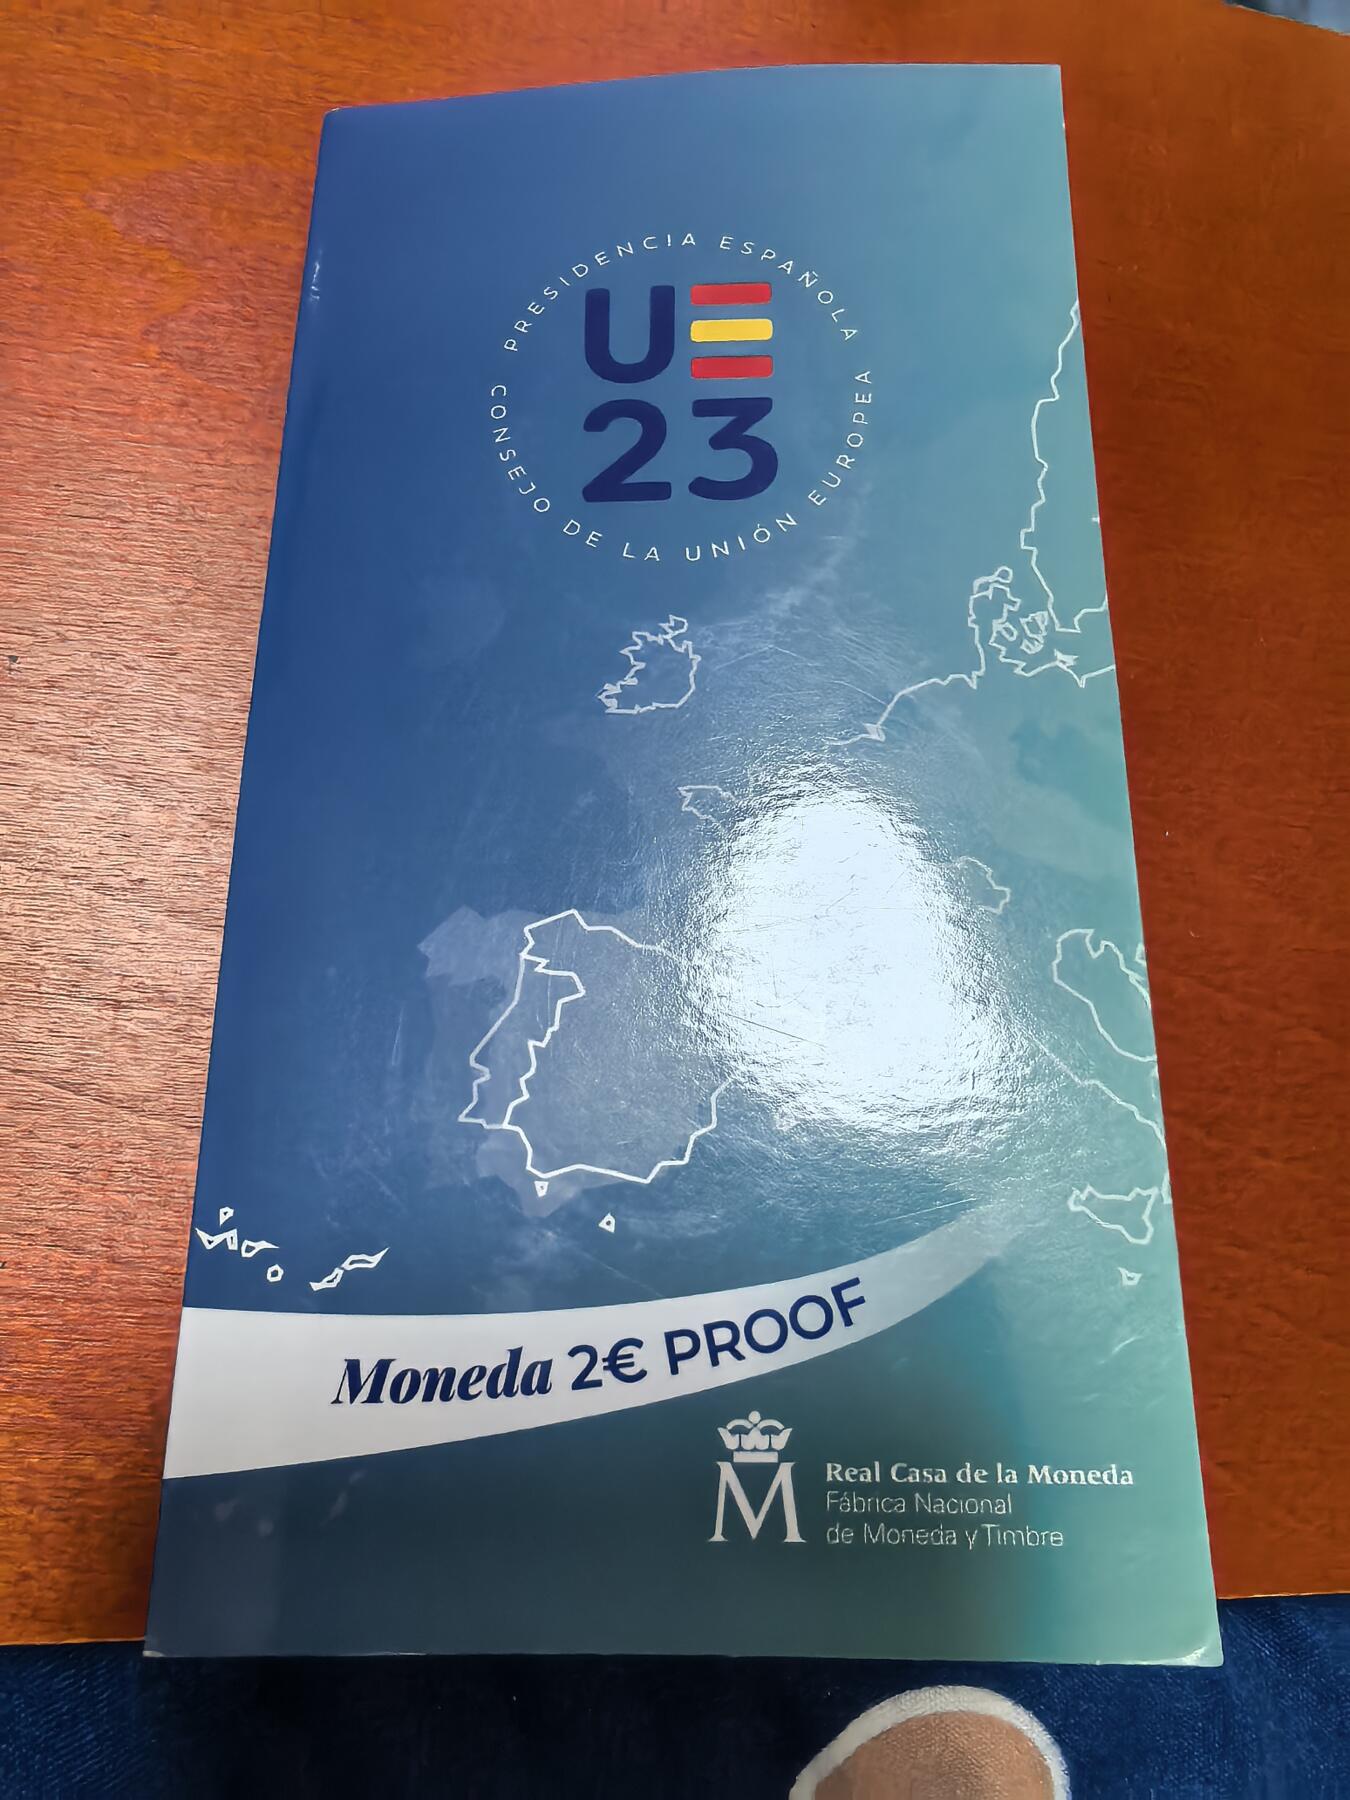 PRESIDENCIA ESPAÑOLA
CONSEJO DE LA UNIÓN EUROPEA
UE
23
Moneda 2€ PROOF
M
Real Casa de la Moneda
Fábrica Nacional
de Moneda y Timbre